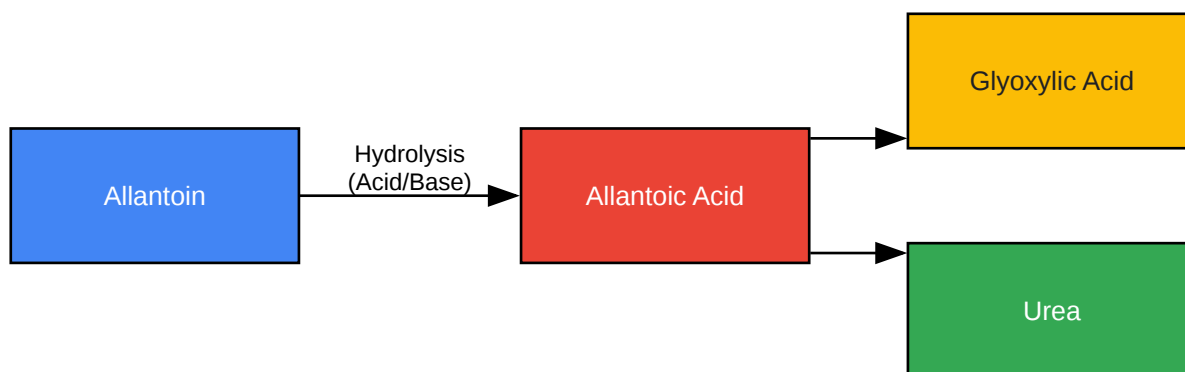 Glyoxylic Acid
Allantoin
Hydrolysis
(Acid/Base)
Allantoic Acid
Urea